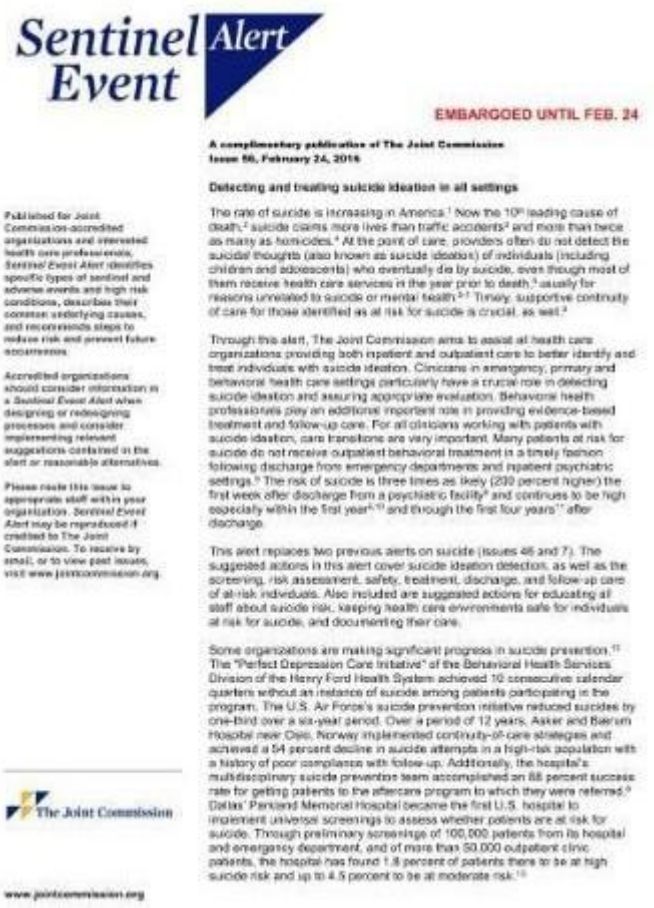 Sentinel Alert
Event
EMBARGOED UNTIL FEB. 24
A complimentary publication of The Joint Commission
Issue 56, February 24, 2016
Detecting and treating suicide ideation in all settings
The rate of suicide is increasing in America.1 Now the 10th leading cause of
death,2 suicide claims more lives than traffic accidents3 and more than twice
as many as homicides.4 At the point of care, providers often do not detect the
suicidal thoughts (also known as suicide ideation) of individuals (including
children and adolescents) who eventually die by suicide, even though most of
them receive health care services in the year prior to death,5 usually for
reasons unrelated to suicide or mental health.5-7 Timely, supportive continuity
of care for those identified as at risk for suicide is crucial, as well.8
Through this alert, The Joint Commission aims to assist all health care
organizations providing both inpatient and outpatient care to better identify and
treat individuals with suicide ideation. Clinicians in emergency, primary and
behavioral health care settings particularly have a crucial role in detecting
suicide ideation and assuring appropriate evaluation. Behavioral health
professionals play an additional important role in providing evidence-based
treatment and follow-up care. For all clinicians working with patients with
suicide ideation, care transitions are very important. Many patients at risk for
suicide do not receive outpatient behavioral treatment in a timely fashion
following discharge from emergency departments and inpatient psychiatric
settings.8 The risk of suicide is three times as likely (200 percent higher) the
first week after discharge from a psychiatric facility9 and continues to be high
especially within the first year and through the first four years11 after
discharge.
This alert replaces two previous alerts on suicide (issues 46 and 7). The
suggested actions in this alert cover suicide ideation detection, as well as the
screening, risk assessment, safety, treatment, discharge, and follow-up care
of at-risk individuals. Also included are suggested actions for educating all
staff about suicide risk, keeping health care environments safe for individuals
at risk for suicide, and documenting their care.
Some organizations are making significant progress in suicide prevention.12
The "Perfect Depression Care Initiative" of the Behavioral Health Services
Division of the Henry Ford Health System achieved 10 consecutive calendar
quarters without an instance of suicide among patients participating in the
program. The U.S. Air Force's suicide prevention initiative reduced suicides by
one-third over a six-year period. Over a period of 12 years, Asker and Bærum
Hospital near Oslo, Norway implemented continuity-of-care strategies and
achieved a 54 percent decline in suicide attempts in a high-risk population with
a history of poor compliance with follow-up. Additionally, the hospital's
multidisciplinary suicide prevention team accomplished an 88 percent success
rate for getting patients to the aftercare program to which they were referred.
Dallas' Parkland Memorial Hospital became the first U.S. hospital to
implement universal screenings to assess whether patients are at risk for
suicide. Through preliminary screenings of 100,000 patients from its hospital
and emergency department, and of more than 50,000 outpatient clinic
patients, the hospital has found 1.8 percent of patients there to be at high
suicide risk and up to 4.5 percent to be at moderate risk.
Published for Joint
Commission-accredited
organizations and interested
health care professionals,
Sentinel Event Alert identifies
specific types of sentinel and
adverse events and high risk
conditions, describes their
common underlying causes,
and recommends steps to
reduce risk and prevent future
occurrences.
Accredited organizations
should consider information in
a Sentinel Event Alert when
designing or redesigning
processes and consider
implementing relevant
suggestions contained in the
alert or reasonable alternatives.
Please route this issue to
appropriate staff within your
organization. Sentinel Event
Alert may be reproduced if
credited to The Joint
Commission. To receive by
email, or to view past issues,
visit www.jointcommission.org.
The Joint Commission
www.jointcommission.org